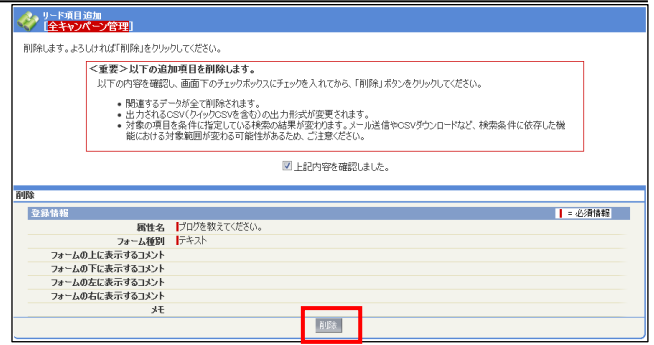 リード項目追加
[全キャンペーン管理]
削除します。よろしければ「削除」をクリックしてください。
＜重要＞以下の追加項目を削除します。
以下の内容を確認し、画面下のチェックボックスにチェックを入れてから、「削除」ボタンをクリックしてください。
• 関連するデータが全て削除されます。
• 出力されるCSV(クイックCSVを含む)の出力形式が変更されます。
• 対象の項目を条件に指定している検索の結果が変わります。メール送信やCSVダウンロードなど、検索条件に依存した機
能における対象範囲が変わる可能性があるため、ご注意ください。
上記内容を確認しました。
削除
登録情報
= 必須情報
属性名 ブログを教えてください。
フォーム種別 テキスト
フォームの上に表示するコメント
フォームの下に表示するコメント
フォームの左に表示するコメント
フォームの右に表示するコメント
メモ
削除